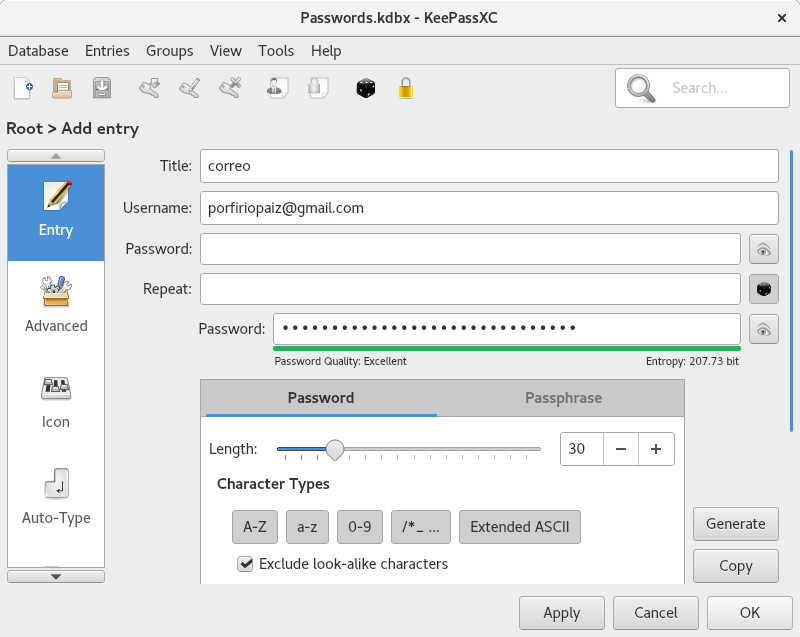 Passwords.kdbx - KeePassXC
Database Entries Groups View Tools Help
Search...
Root > Add entry
Entry
Advanced
Icon
Auto-Type
Title: correo
Username: porfiriopaiz@gmail.com
Password:
Repeat:
Password: ••••••••••••••••••••••••••••••
Password Quality: Excellent Entropy: 207.73 bit
Password Passphrase
Length: 30 − +
Character Types
A-Z a-z 0-9 /*_ ... Extended ASCII
Exclude look-alike characters
Generate
Copy
Apply Cancel OK